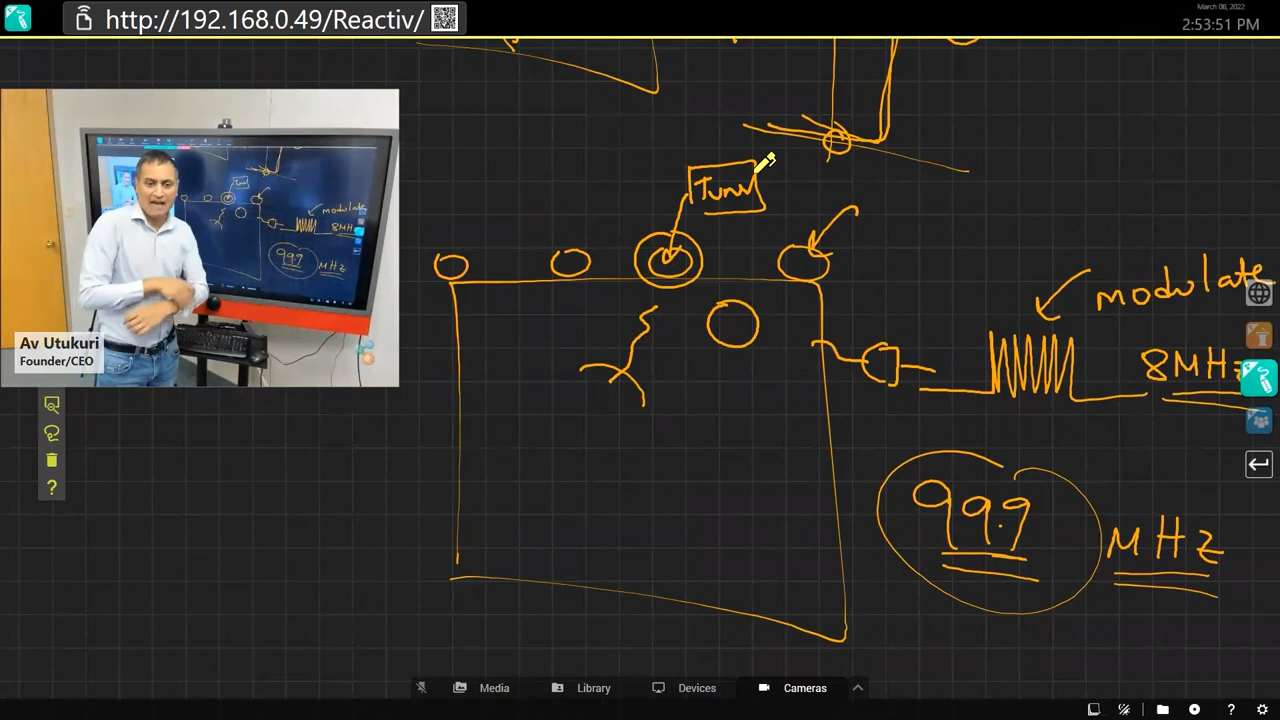 March 08, 2022
http://192.168.0.49/Reactiv/
2:53:51 PM
modulate
8MHz
Av Utukuri
Founder/CEO
99.9
MHz
Media
Library
Devices
Cameras